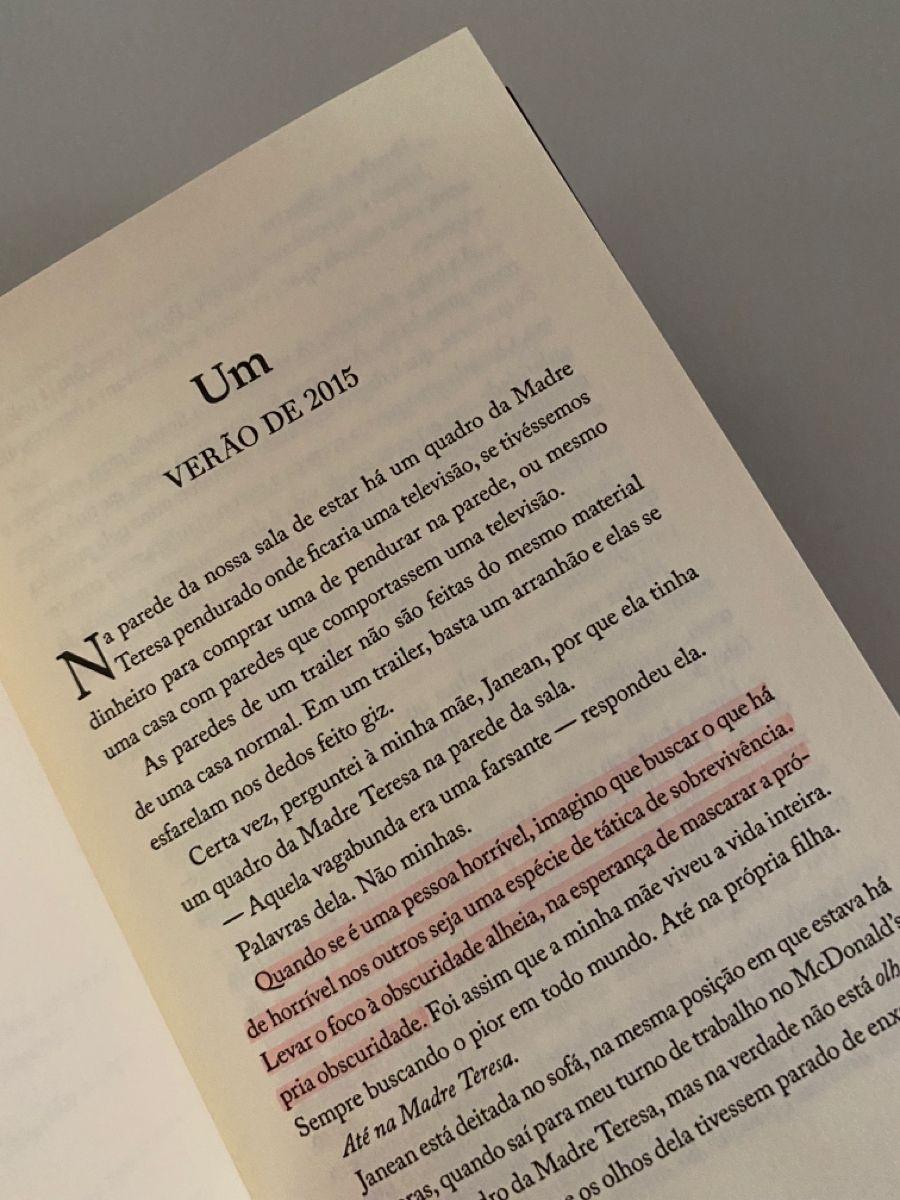 Um
VERÃO DE 2015
Na parede da nossa sala de estar há um quadro da Madre
Teresa pendurado onde ficaria uma televisão, se tivéssemos
dinheiro para comprar uma de pendurar na parede, ou mesmo
uma casa com paredes que comportassem uma televisão.
As paredes de um trailer não são feitas do mesmo material
de uma casa normal. Em um trailer, basta um arranhão e elas se
esfarelam nos dedos feito giz.
Certa vez, perguntei à minha mãe, Janean, por que ela tinha
um quadro da Madre Teresa na parede da sala.
— Aquela vagabunda era uma farsante — respondeu ela.
Palavras dela. Não minhas.
Quando se é uma pessoa horrível, imagino que buscar o que há
de horrível nos outros seja uma espécie de tática de sobrevivência.
Levar o foco à obscuridade alheia, na esperança de mascarar a pró-
pria obscuridade. Foi assim que a minha mãe viveu a vida inteira.
Sempre buscando o pior em todo mundo. Até na própria filha.
Até na Madre Teresa.
Janean está deitada no sofá, na mesma posição em que estava há
oras, quando saí para meu turno de trabalho no McDonald's
dro da Madre Teresa, mas na verdade não está olh
e os olhos dela tivessem parado de enx